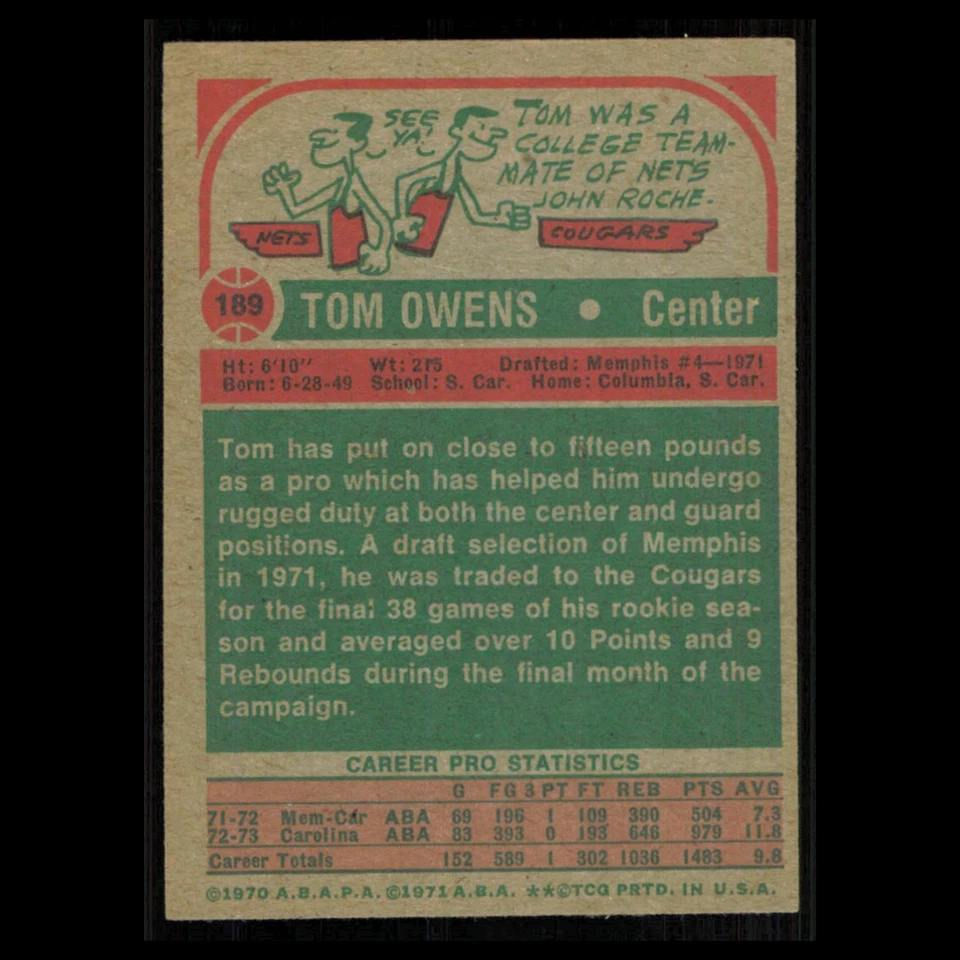 SEE
YA!
TOM WAS A
COLLEGE TEAM-
MATE OF NETS
JOHN ROCHE.
NETS
COUGARS
189 TOM OWENS • Center
Ht: 6'10" Wt: 215 Drafted: Memphis #4—1971
Born: 6-28-49 School: S. Car. Home: Columbia, S. Car.
Tom has put on close to fifteen pounds
as a pro which has helped him undergo
rugged duty at both the center and guard
positions. A draft selection of Memphis
in 1971, he was traded to the Cougars
for the final 38 games of his rookie sea-
son and averaged over 10 Points and 9
Rebounds during the final month of the
campaign.
CAREER PRO STATISTICS
G FG 3 PT FT REB PTS AVG
71-72 Mem-Car ABA 69 196 1 109 390 504 7.3
72-73 Carolina ABA 83 393 0 193 646 979 11.8
Career Totals 152 589 1 302 1036 1483 9.8
©1970 A.B.A.P.A. ©1971 A.B.A. **©TCG PRTD. IN U.S.A.